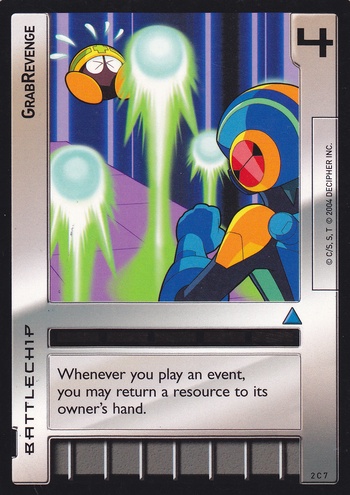 GRABREVENGE
4
© C/S, S, T © 2004 DECIPHER INC.
BATTLECHIP
Whenever you play an event,
you may return a resource to its
owner's hand.
2C7